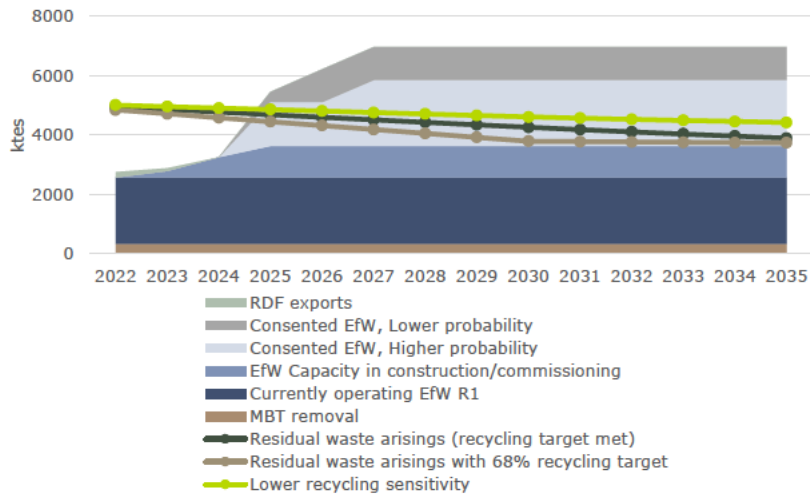 8000
6000
ktes
4000
2000
0
2022 2023 2024 2025 2026 2027 2028 2029 2030 2031 2032 2033 2034 2035
RDF exports
Consented EfW, Lower probability
Consented EfW, Higher probability
EfW Capacity in construction/commissioning
Currently operating EfW R1
MBT removal
Residual waste arisings (recycling target met)
Residual waste arisings with 68% recycling target
Lower recycling sensitivity